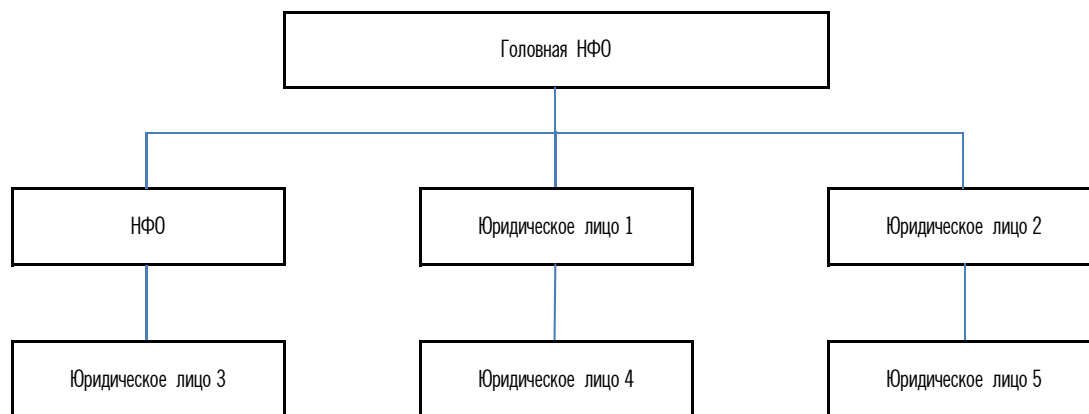 Головная НФО
НФО
Юридическое лицо 1
Юридическое лицо 2
Юридическое лицо 3
Юридическое лицо 4
Юридическое лицо 5